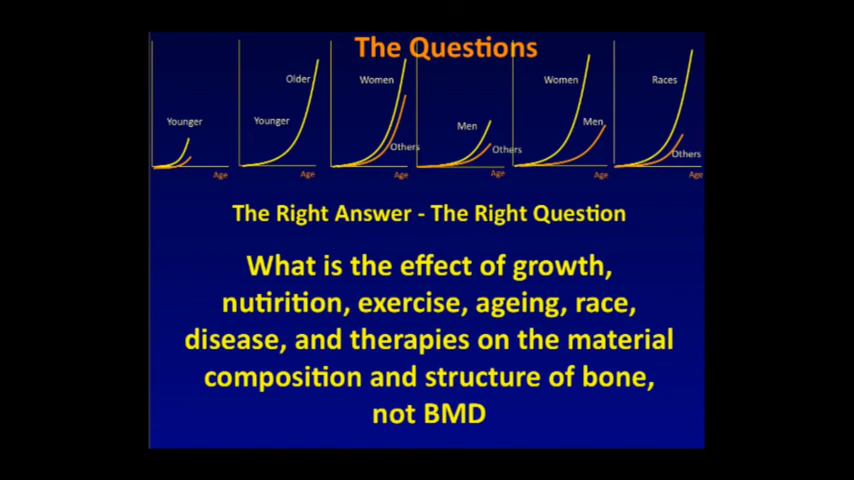 The Questions
Older
Women
Women
Races
Younger
Younger
Men
Men
Others
Others
Others
Age
Age
Age
Age
Age
Age
The Right Answer - The Right Question
What is the effect of growth,
nutirition, exercise, ageing, race,
disease, and therapies on the material
composition and structure of bone,
not BMD